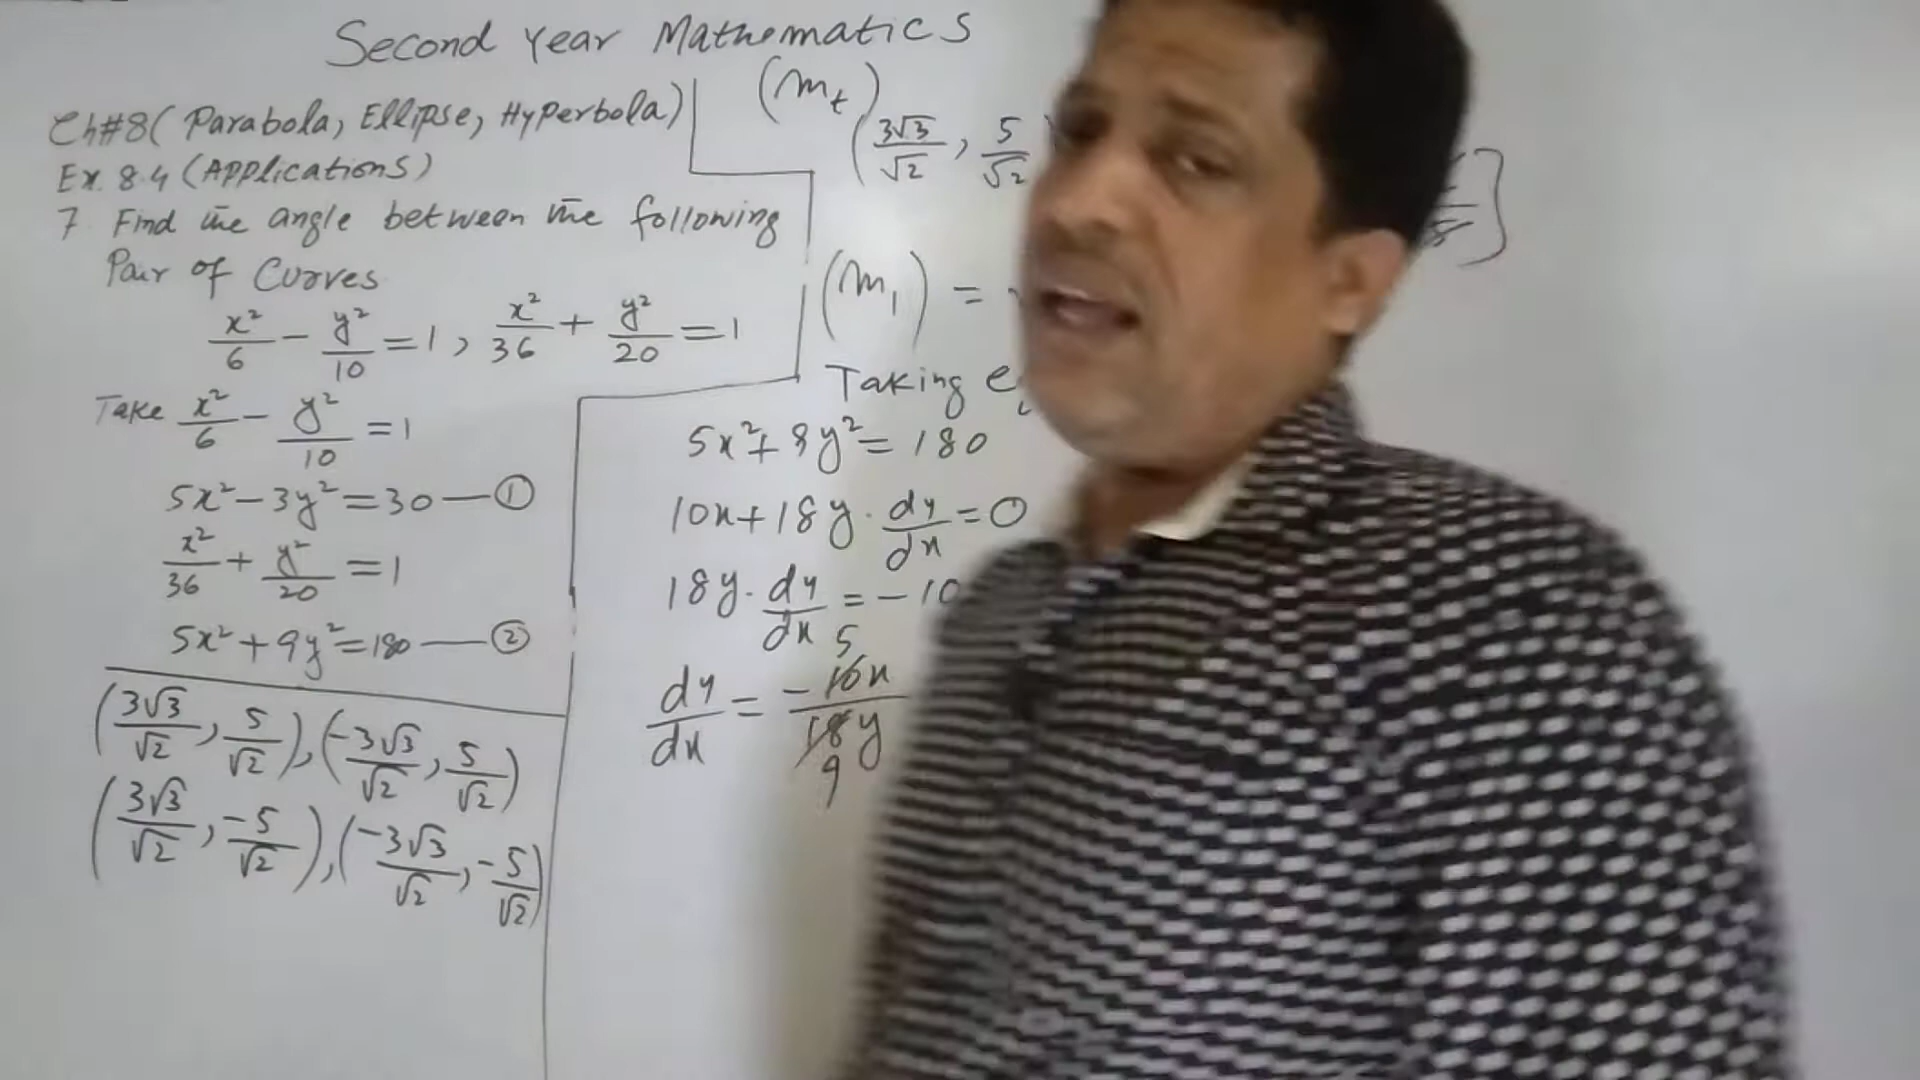 Second Year Mathematics
Ch#8( Parabola, Ellipse, Hyperbola)
Ex. 8.4 (Applications)
7. Find the angle between the following
Pair of Curves
x²/6 - y²/10 = 1, x²/36 + y²/20 = 1
Take x²/6 - y²/10 = 1
5x² - 3y² = 30 — ①
x²/36 + y²/20 = 1
5x² + 9y² = 180 — ②
(3√3/√2, 5/√2), (-3√3/√2, 5/√2)
(3√3/√2, -5/√2), (-3√3/√2, -5/√2)
(m_t)
(3√3/√2, 5/√2
(m₁) =
Taking
5x² + 9y² = 180
10x + 18y · dy/dx = 0
18y · dy/dx = -10
5
dy/dx = -10x/18y
9